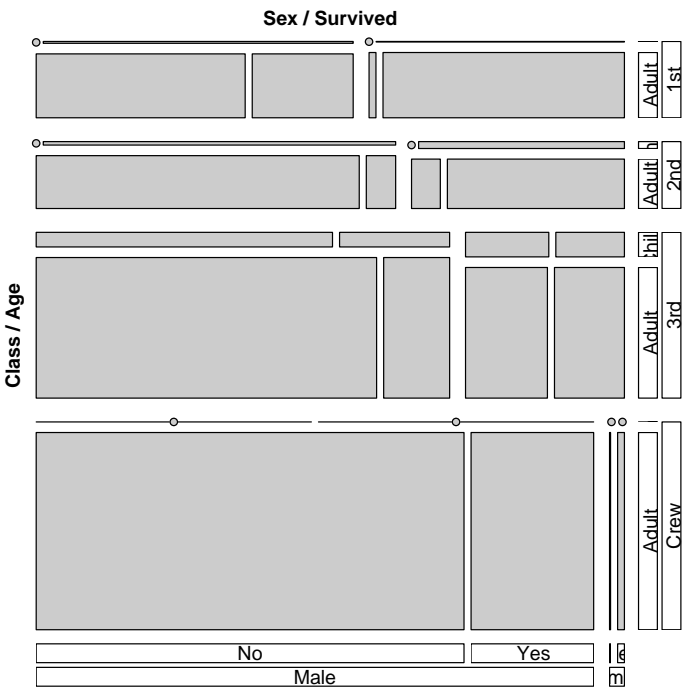 Sex / Survived
Class / Age
Adult
1st
Adult
2nd
Adult
3rd
Adult
Crew
No
Yes
Male